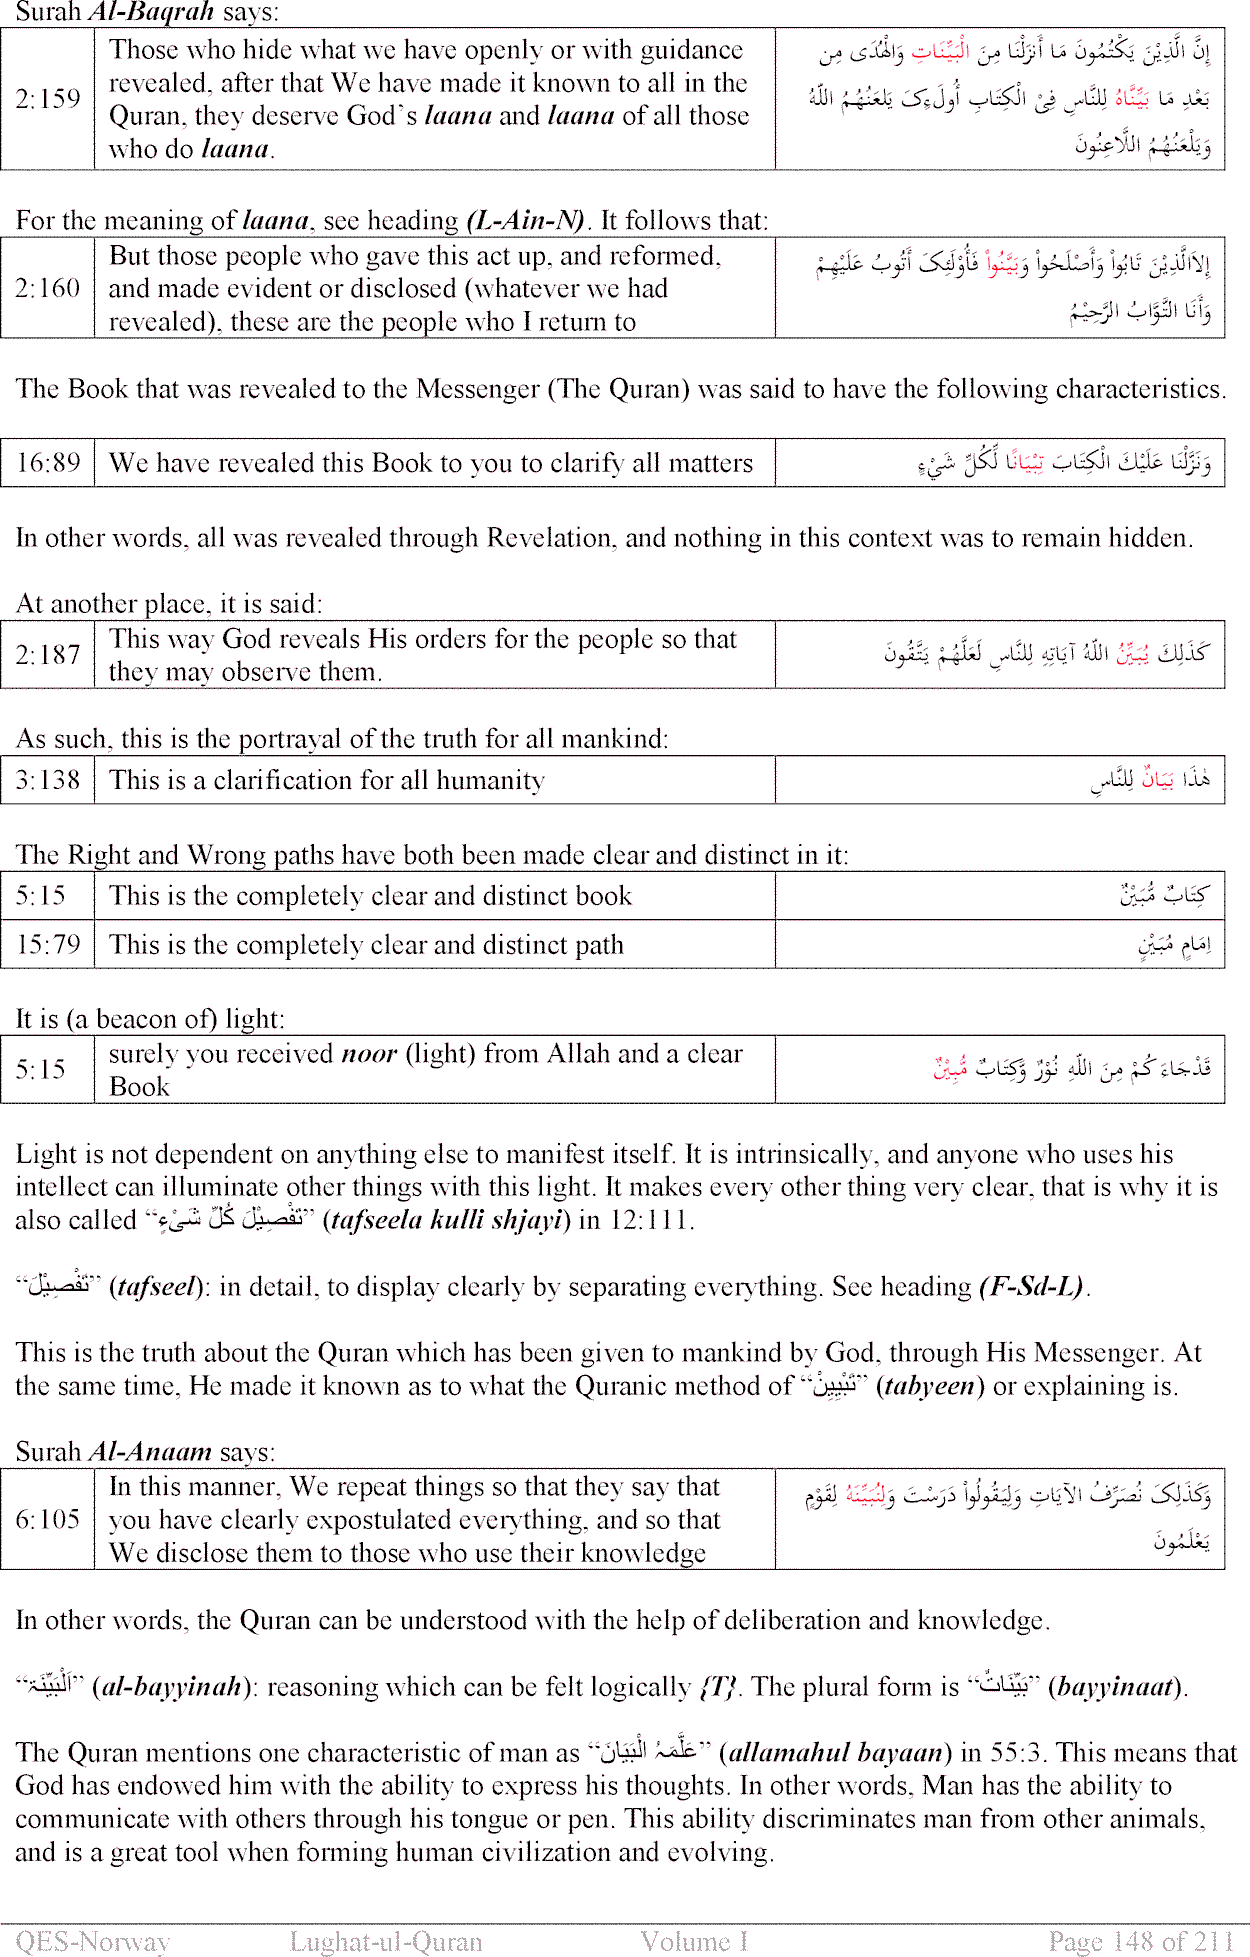 Surah Al-Baqrah says:
2:159
Those who hide what we have openly or with guidance
revealed, after that We have made it known to all in the
Quran, they deserve God's laana and laana of all those
who do laana.
إِنَّ الَّذِيْنَ يَكْتُمُونَ مَا أَنزَلْنَا مِنَ الْبَيِّنَاتِ وَالْهُدَى مِن
بَعْدِ مَا بَيَّنَّاهُ لِلنَّاسِ فِىْ الْكِتَابِ أُولَـءِكَ يَلعَنُهُمُ اللّهُ
وَيَلْعَنُهُمُ اللَّاعِنُونَ
For the meaning of laana, see heading (L-Ain-N). It follows that:
2:160
But those people who gave this act up, and reformed,
and made evident or disclosed (whatever we had
revealed), these are the people who I return to
إِلاَالَّذِيْنَ تَابُواْ وَأَصْلَحُواْ وَبَيَّنُواْ فَأُوْلَئِكَ أَتُوبُ عَلَيْهِمْ
وَأَنَا التَّوَّابُ الرَّحِيْمُ
The Book that was revealed to the Messenger (The Quran) was said to have the following characteristics.
16:89
We have revealed this Book to you to clarify all matters
وَنَزَّلْنَا عَلَيْكَ الْكِتَابَ تِبْيَانًا لِّكُلِّ شَيْءٍ
In other words, all was revealed through Revelation, and nothing in this context was to remain hidden.
At another place, it is said:
2:187
This way God reveals His orders for the people so that
they may observe them.
كَذَلِكَ يُبَيِّنُ اللّهُ آيَاتِهِ لِلنَّاسِ لَعَلَّهُمْ يَتَّقُونَ
As such, this is the portrayal of the truth for all mankind:
3:138
This is a clarification for all humanity
هٰذَا بَيَانٌ لِلنَّاسِ
The Right and Wrong paths have both been made clear and distinct in it:
5:15
This is the completely clear and distinct book
كِتَابٌ مُّبَيْنٌ
15:79
This is the completely clear and distinct path
اِمَامٍ مُبَيْنٍ
It is (a beacon of) light:
5:15
surely you received noor (light) from Allah and a clear
Book
قَدْجَاءَ كُمْ مِنَ اللّهِ نُوْرٌ وَّكِتَابٌ مُّبِيْنٌ
Light is not dependent on anything else to manifest itself. It is intrinsically, and anyone who uses his
intellect can illuminate other things with this light. It makes every other thing very clear, that is why it is
also called “تَفْصِيْلَ كُلِّ شَىْءٍ” (tafseela kulli shjayi) in 12:111.
“تَفْصِيْلَ” (tafseel): in detail, to display clearly by separating everything. See heading (F-Sd-L).
This is the truth about the Quran which has been given to mankind by God, through His Messenger. At
the same time, He made it known as to what the Quranic method of “تَبْيِيِنْ” (tabyeen) or explaining is.
Surah Al-Anaam says:
6:105
In this manner, We repeat things so that they say that
you have clearly expostulated everything, and so that
We disclose them to those who use their knowledge
وَكَذَلِكَ نُصَرِّفُ الآيَاتِ وَلِيَقُولُواْ دَرَسْتَ وَلِنُبَيِّنَهُ لِقَوْمٍ
يَعْلَمُونَ
In other words, the Quran can be understood with the help of deliberation and knowledge.
“اَلْبَيِّنَة” (al-bayyinah): reasoning which can be felt logically {T}. The plural form is “بَيِّنَاتٌ” (bayyinaat).
The Quran mentions one characteristic of man as “عَلَّمَہُ الْبَيَانَ” (allamahul bayaan) in 55:3. This means that
God has endowed him with the ability to express his thoughts. In other words, Man has the ability to
communicate with others through his tongue or pen. This ability discriminates man from other animals,
and is a great tool when forming human civilization and evolving.
QES-Norway Lughat-ul-Quran Volume I Page 148 of 211